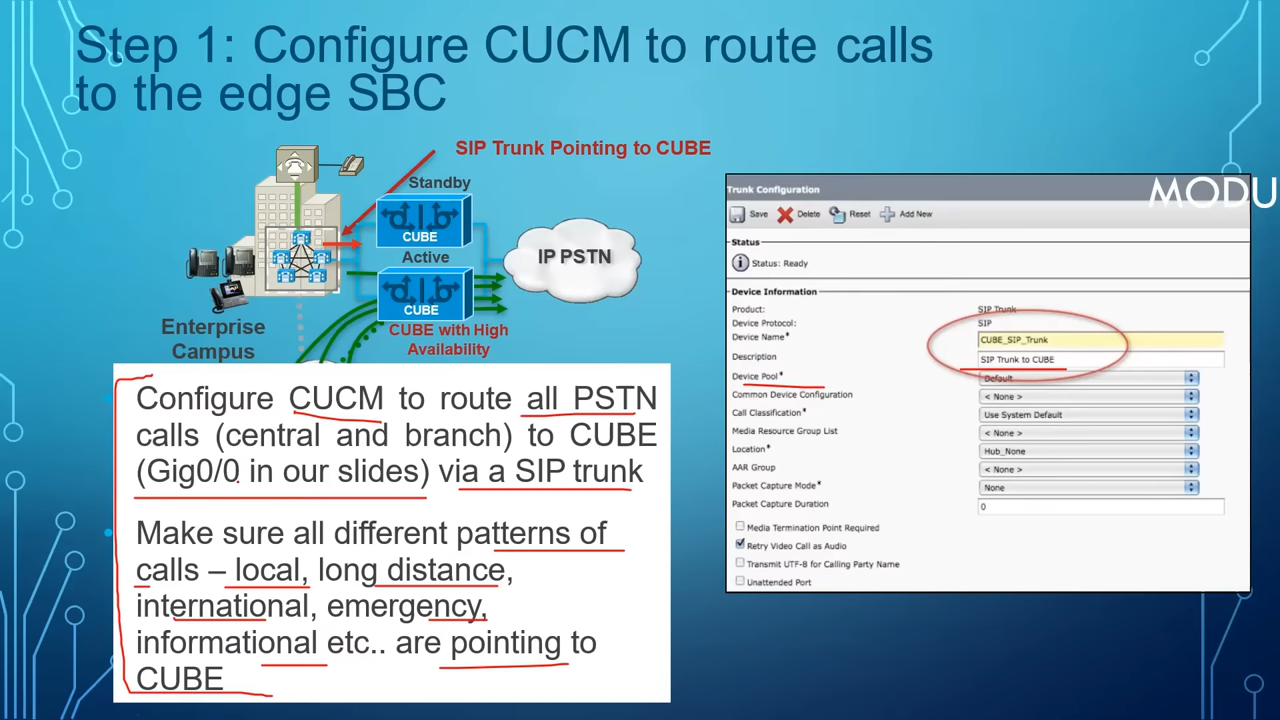 Step 1: Configure CUCM to route calls
to the edge SBC
SIP Trunk Pointing to CUBE
Standby
CUBE
Active
CUBE
IP PSTN
CUBE with High
Availability
Enterprise
Campus
Configure CUCM to route all PSTN
calls (central and branch) to CUBE
(Gig0/0 in our slides) via a SIP trunk
Make sure all different patterns of
calls – local, long distance,
international, emergency,
informational etc.. are pointing to
CUBE
MODU
Trunk Configuration
Save Delete Reset Add New
Status
Status: Ready
Device Information
Product: SIP Trunk
Device Protocol: SIP
Device Name* CUBE_SIP_Trunk
Description SIP Trunk to CUBE
Device Pool* Default
Common Device Configuration < None >
Call Classification* Use System Default
Media Resource Group List < None >
Location* Hub_None
AAR Group < None >
Packet Capture Mode* None
Packet Capture Duration 0
Media Termination Point Required
Retry Video Call as Audio
Transmit UTF-8 for Calling Party Name
Unattended Port